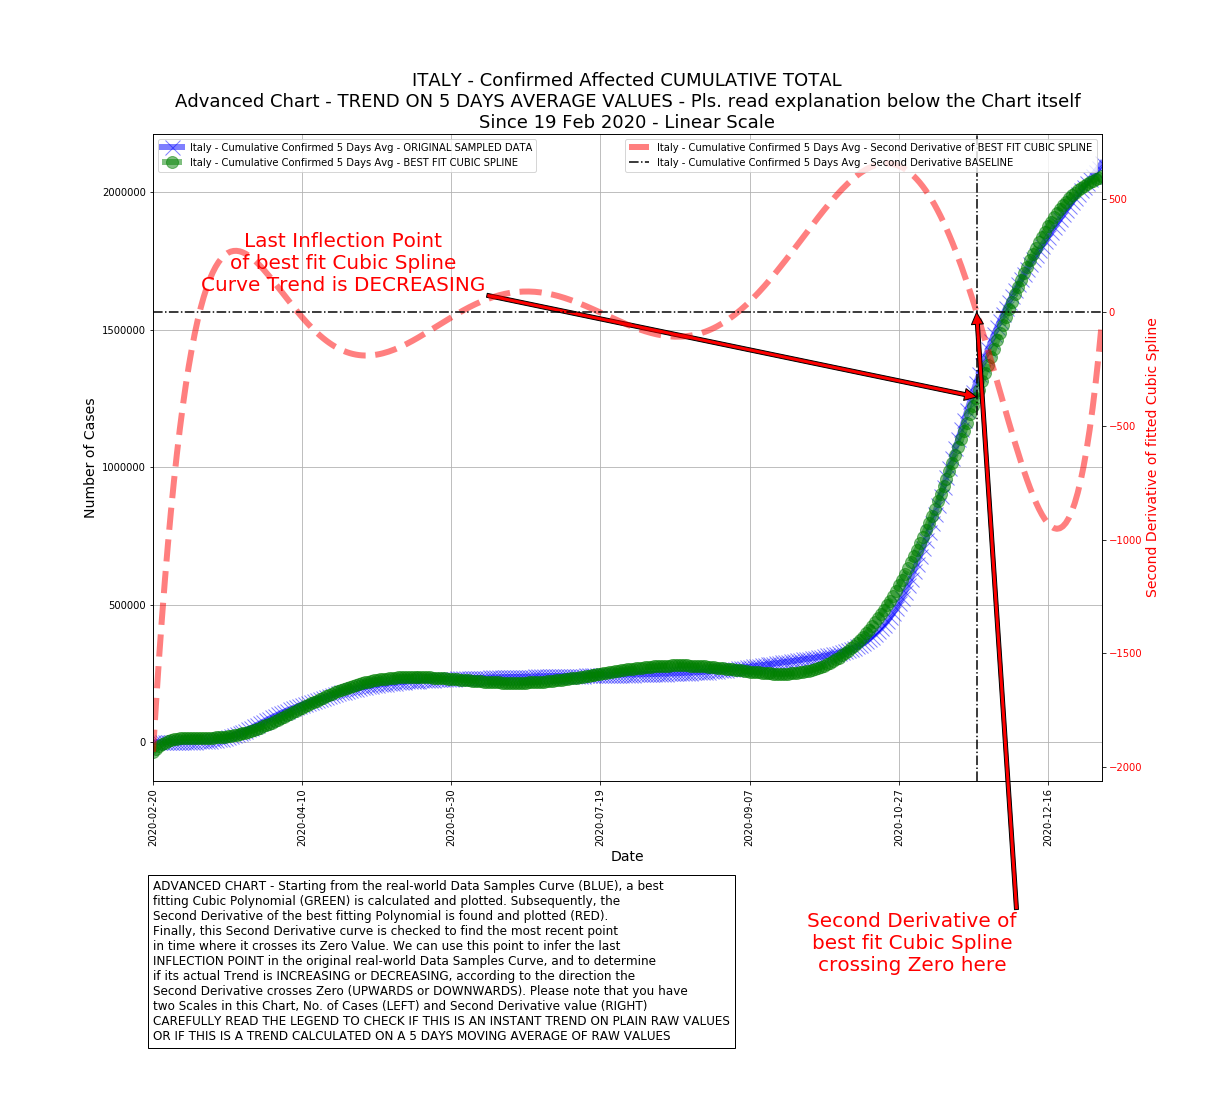 ITALY - Confirmed Affected CUMULATIVE TOTAL
Advanced Chart - TREND ON 5 DAYS AVERAGE VALUES - Pls. read explanation below the Chart itself
Since 19 Feb 2020 - Linear Scale
Italy - Cumulative Confirmed 5 Days Avg - ORIGINAL SAMPLED DATA
Italy - Cumulative Confirmed 5 Days Avg - BEST FIT CUBIC SPLINE
Italy - Cumulative Confirmed 5 Days Avg - Second Derivative of BEST FIT CUBIC SPLINE
Italy - Cumulative Confirmed 5 Days Avg - Second Derivative BASELINE
Last Inflection Point
of best fit Cubic Spline
Curve Trend is DECREASING
Number of Cases
2000000
1500000
1000000
500000
0
500
0
−500
−1000
−1500
−2000
Second Derivative of fitted Cubic Spline
2020-02-20
2020-04-10
2020-05-30
2020-07-19
2020-09-07
2020-10-27
2020-12-16
Date
ADVANCED CHART - Starting from the real-world Data Samples Curve (BLUE), a best
fitting Cubic Polynomial (GREEN) is calculated and plotted. Subsequently, the
Second Derivative of the best fitting Polynomial is found and plotted (RED).
Finally, this Second Derivative curve is checked to find the most recent point
in time where it crosses its Zero Value. We can use this point to infer the last
INFLECTION POINT in the original real-world Data Samples Curve, and to determine
if its actual Trend is INCREASING or DECREASING, according to the direction the
Second Derivative crosses Zero (UPWARDS or DOWNWARDS). Please note that you have
two Scales in this Chart, No. of Cases (LEFT) and Second Derivative value (RIGHT)
CAREFULLY READ THE LEGEND TO CHECK IF THIS IS AN INSTANT TREND ON PLAIN RAW VALUES
OR IF THIS IS A TREND CALCULATED ON A 5 DAYS MOVING AVERAGE OF RAW VALUES
Second Derivative of
best fit Cubic Spline
crossing Zero here